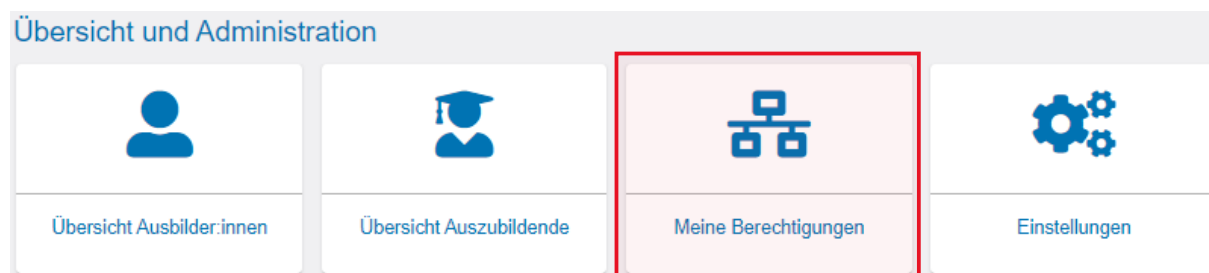 Übersicht und Administration
Übersicht Ausbilder:innen
Übersicht Auszubildende
Meine Berechtigungen
Einstellungen